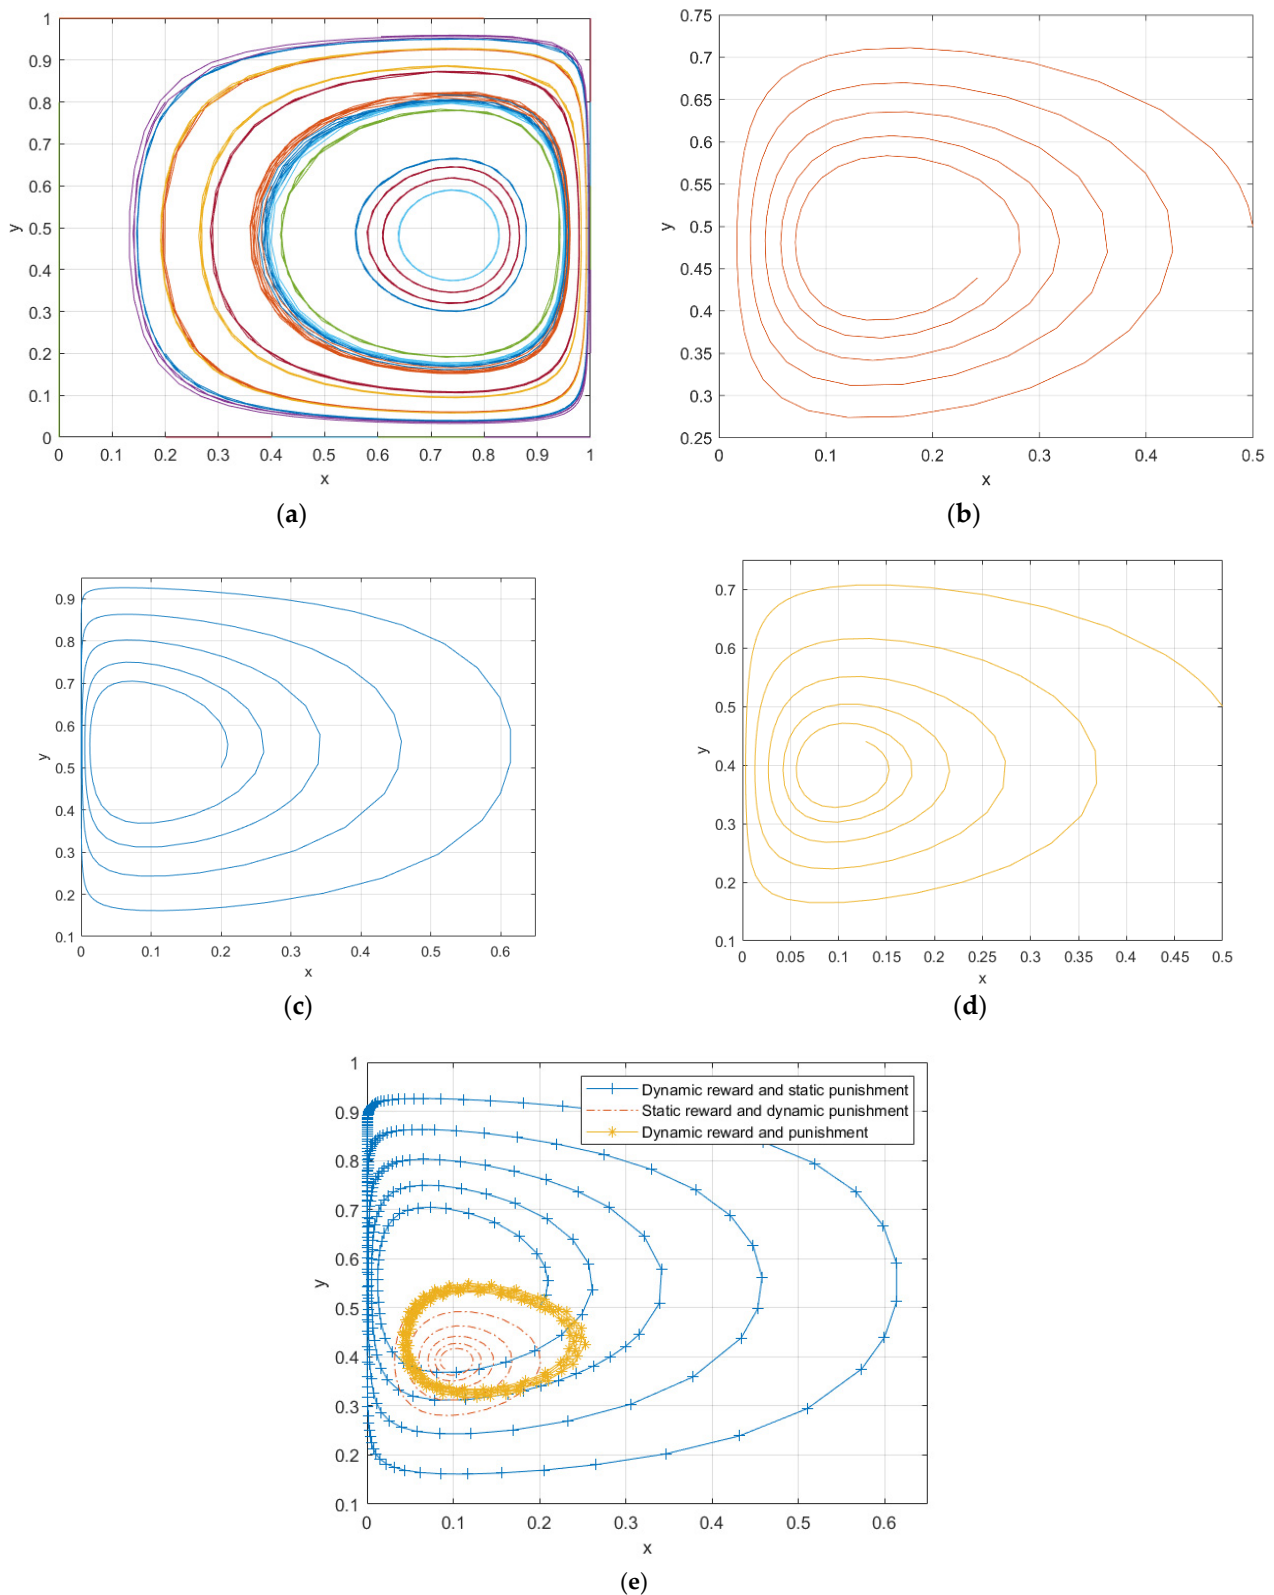 1
0.9
0.8
0.7
0.6
0.5
0.4
0.3
0.2
0.1
0
y
0 0.1 0.2 0.3 0.4 0.5 0.6 0.7 0.8 0.9 1
x
(a)
0.75
0.7
0.65
0.6
0.55
0.5
0.45
0.4
0.35
0.3
0.25
y
0 0.1 0.2 0.3 0.4 0.5
x
(b)
0.9
0.8
0.7
0.6
0.5
0.4
0.3
0.2
0.1
y
0 0.1 0.2 0.3 0.4 0.5 0.6
x
(c)
0.7
0.6
0.5
0.4
0.3
0.2
0.1
y
0 0.05 0.1 0.15 0.2 0.25 0.3 0.35 0.4 0.45 0.5
x
(d)
1
0.9
0.8
0.7
0.6
0.5
0.4
0.3
0.2
0.1
y
Dynamic reward and static punishment
Static reward and dynamic punishment
Dynamic reward and punishment
0 0.1 0.2 0.3 0.4 0.5 0.6
x
(e)